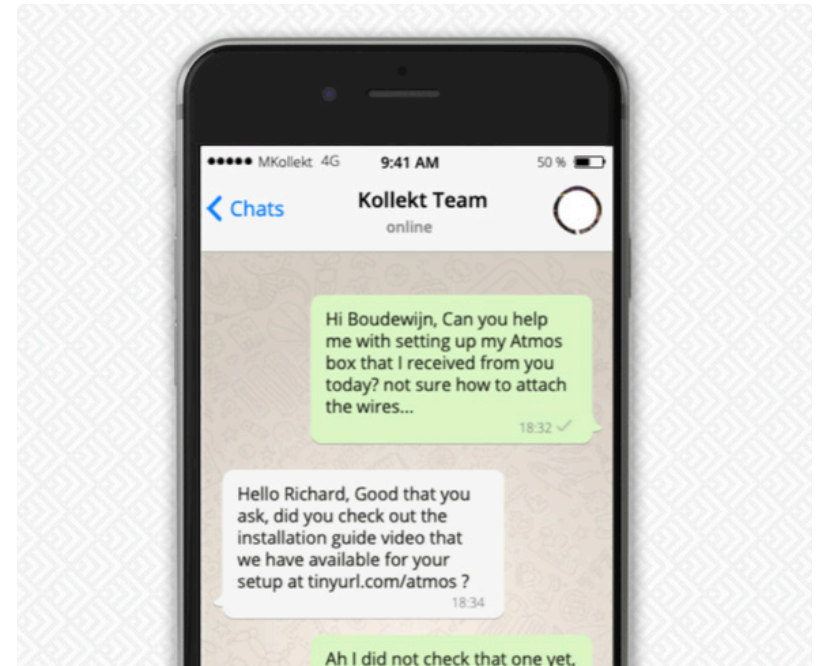 MKollekt 4G 9:41 AM 50 %
Chats Kollekt Team
online
Hi Boudewijn, Can you help
me with setting up my Atmos
box that I received from you
today? not sure how to attach
the wires...
18:32
Hello Richard, Good that you
ask, did you check out the
installation guide video that
we have available for your
setup at tinyurl.com/atmos ?
18:34
Ah I did not check that one yet,